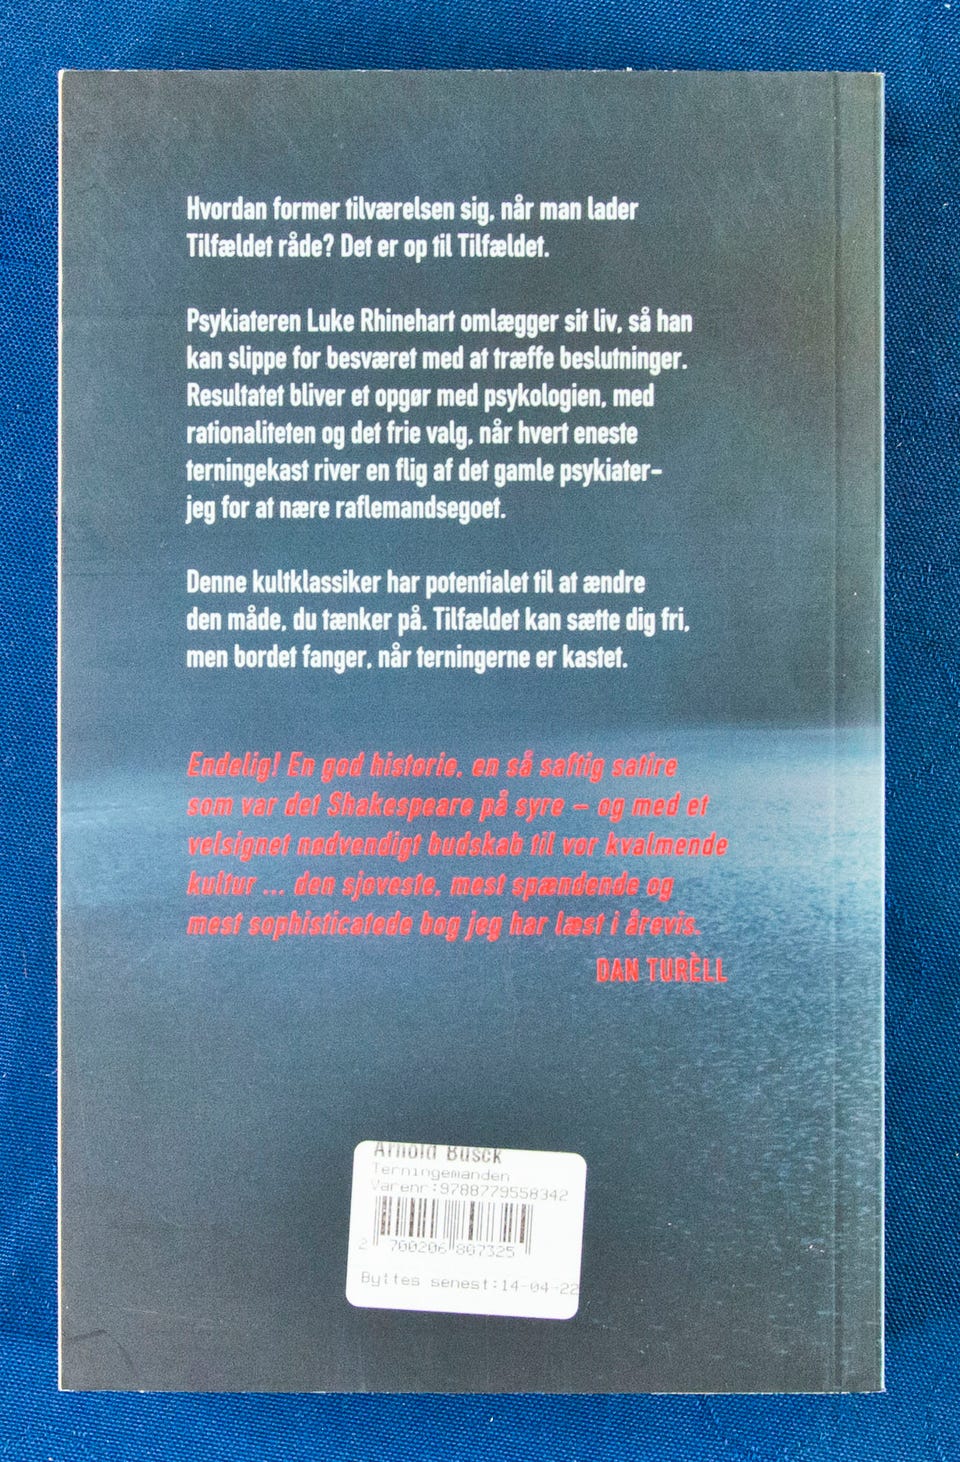 Hvordan former tilværelsen sig, når man lader
Tilfældet råde? Det er op til Tilfældet.
Psykiateren Luke Rhinehart omlægger sit liv, så han
kan slippe for besværet med at træffe beslutninger.
Resultatet bliver et opgør med psykologien, med
rationaliteten og det frie valg, når hvert eneste
terningekast river en flig af det gamle psykiater-
jeg for at nære raflemandsegoet.
Denne kultklassiker har potentialet til at ændre
den måde, du tænker på. Tilfældet kan sætte dig fri,
men bordet fanger, når terningerne er kastet.
Endelig! En god historie, en så saftig satire
som var det Shakespeare på syre – og med et
velsignet nødvendigt budskab til vor kvalmende
kultur ... den sjoveste, mest spændende og
mest sophisticatede bog jeg har læst i årevis.
DAN TURÈLL
Arnold Busck
Terningemanden
Varenr:9788779558342
2 700206 807325
Byttes senest:14-04-22